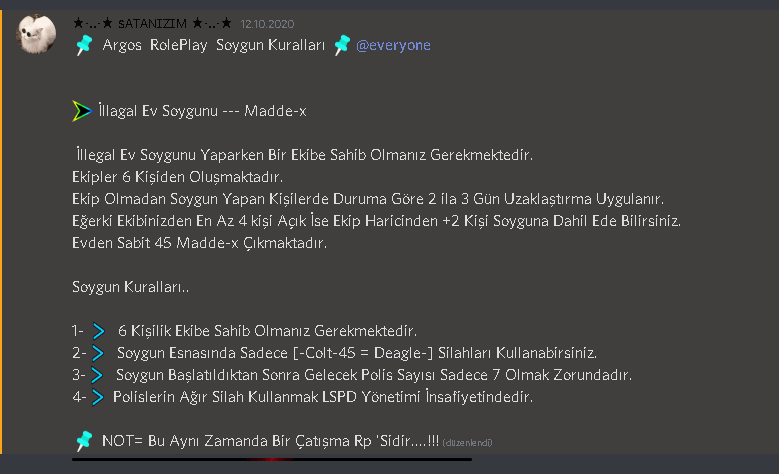 ★·.·.·★ sATANIZIM ★·.·.·★ 12.10.2020
Argos RolePlay Soygun Kuralları @everyone
İllagal Ev Soygunu --- Madde-x
İllegal Ev Soygunu Yaparken Bir Ekibe Sahib Olmanız Gerekmektedir.
Ekipler 6 Kişiden Oluşmaktadır.
Ekip Olmadan Soygun Yapan Kişilerde Duruma Göre 2 ila 3 Gün Uzaklaştırma Uygulanır.
Eğerki Ekibinizden En Az 4 kişi Açık İse Ekip Haricinden +2 Kişi Soyguna Dahil Ede Bilirsiniz.
Evden Sabit 45 Madde-x Çıkmaktadır.
Soygun Kuralları..
1- 6 Kişilik Ekibe Sahib Olmanız Gerekmektedir.
2- Soygun Esnasında Sadece [-Colt-45 = Deagle-] Silahları Kullanabirsiniz.
3- Soygun Başlatıldıktan Sonra Gelecek Polis Sayısı Sadece 7 Olmak Zorundadır.
4- Polislerin Ağır Silah Kullanmak LSPD Yönetimi İnsafiyetindedir.
NOT= Bu Aynı Zamanda Bir Çatışma Rp 'Sidir....!!! (düzenlendi)